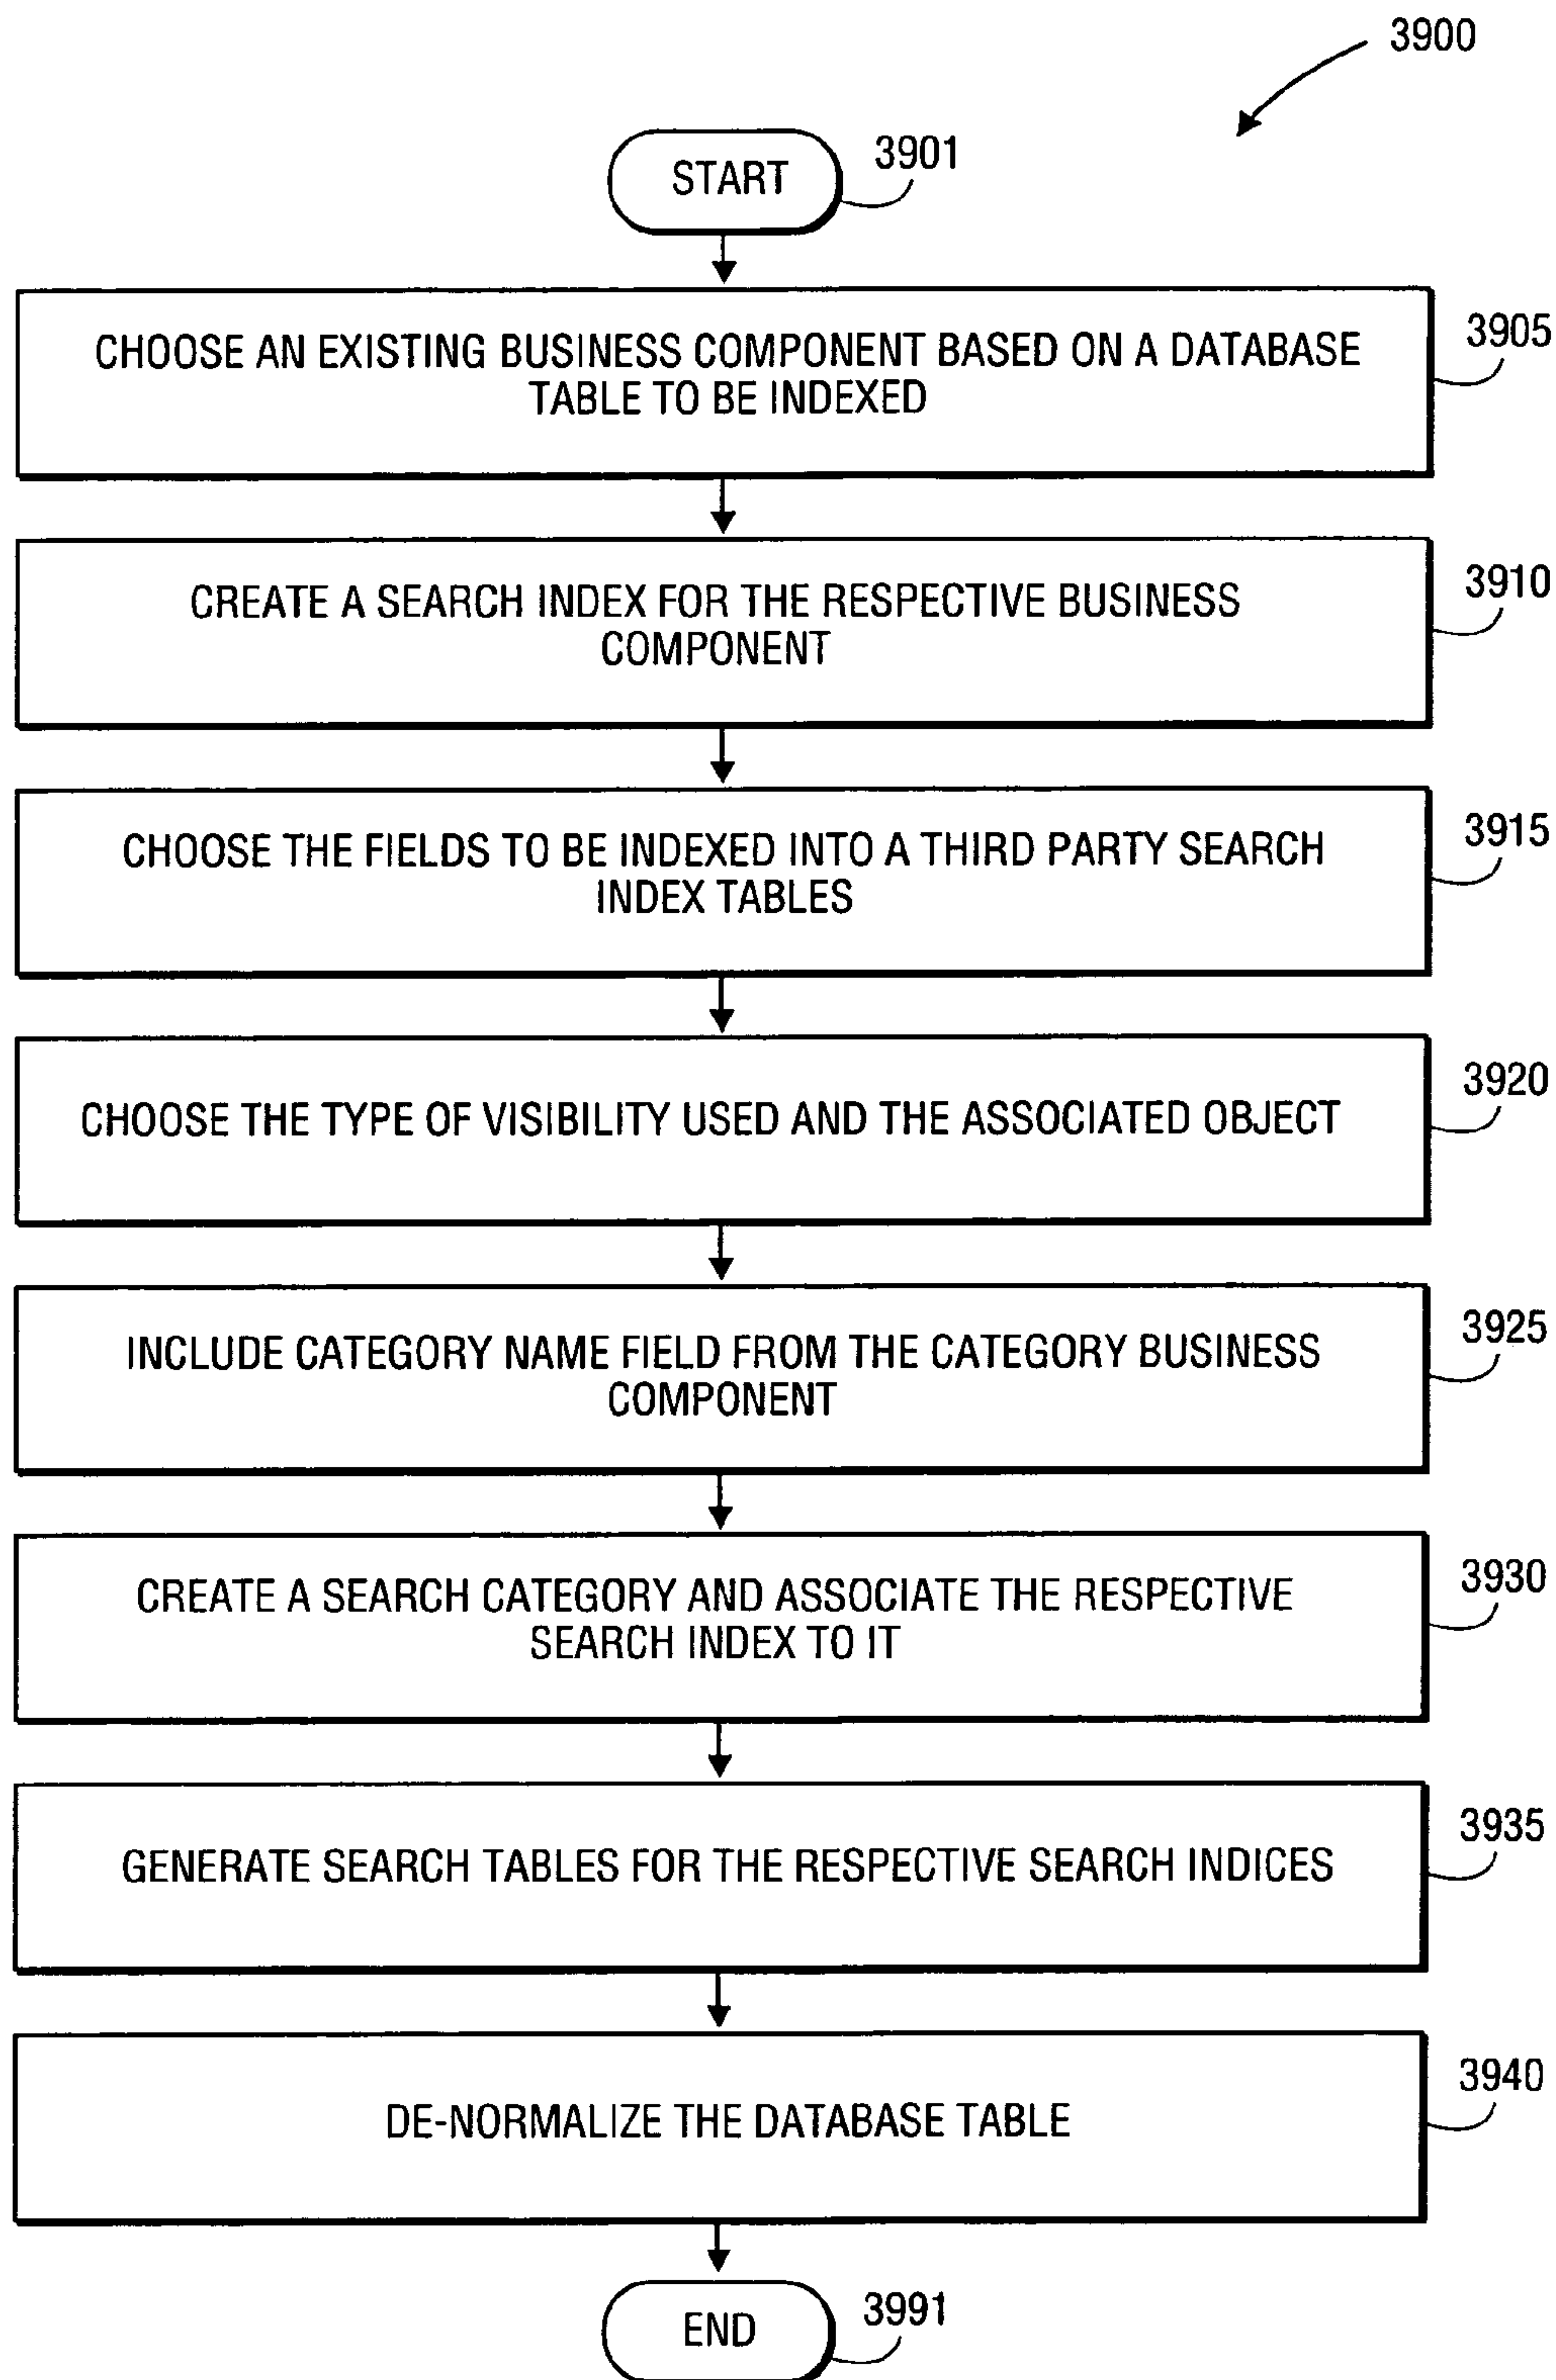 3900
START
3901
CHOOSE AN EXISTING BUSINESS COMPONENT BASED ON A DATABASE
TABLE TO BE INDEXED
3905
CREATE A SEARCH INDEX FOR THE RESPECTIVE BUSINESS
COMPONENT
3910
CHOOSE THE FIELDS TO BE INDEXED INTO A THIRD PARTY SEARCH
INDEX TABLES
3915
CHOOSE THE TYPE OF VISIBILITY USED AND THE ASSOCIATED OBJECT
3920
INCLUDE CATEGORY NAME FIELD FROM THE CATEGORY BUSINESS
COMPONENT
3925
CREATE A SEARCH CATEGORY AND ASSOCIATE THE RESPECTIVE
SEARCH INDEX TO IT
3930
GENERATE SEARCH TABLES FOR THE RESPECTIVE SEARCH INDICES
3935
DE-NORMALIZE THE DATABASE TABLE
3940
END
3991